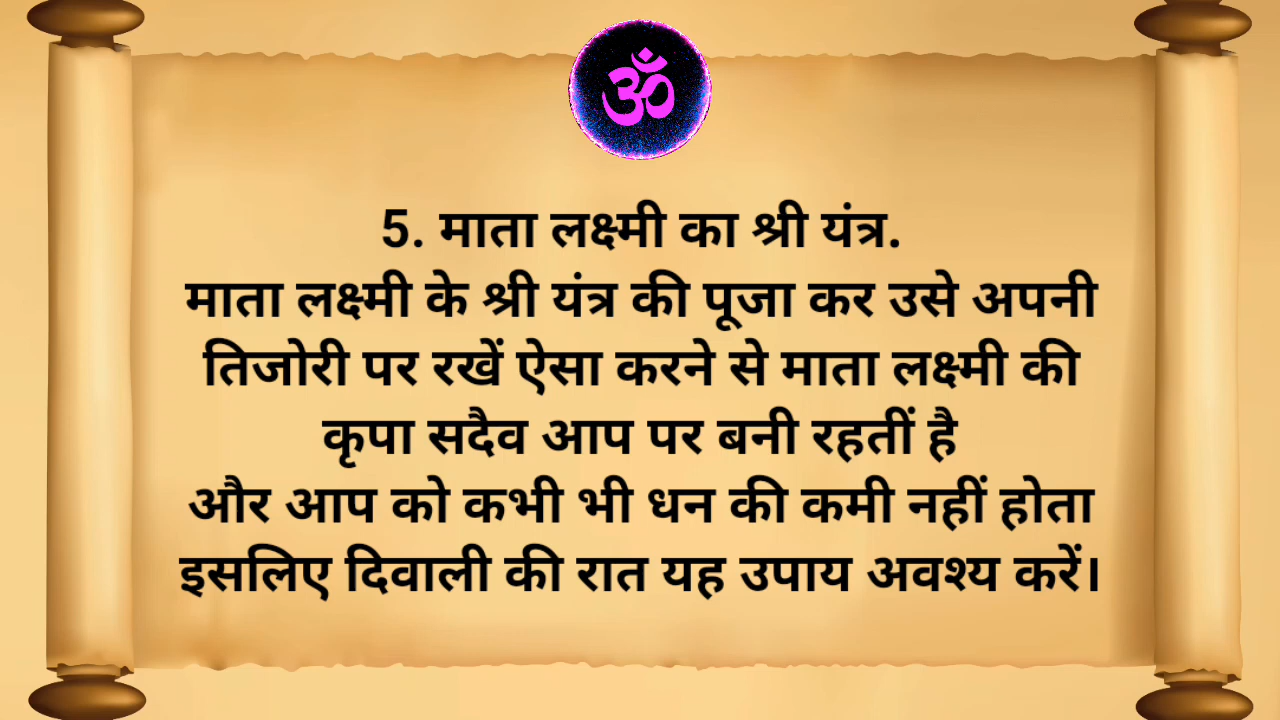 ॐ
5. माता लक्ष्मी का श्री यंत्र.
माता लक्ष्मी के श्री यंत्र की पूजा कर उसे अपनी
तिजोरी पर रखें ऐसा करने से माता लक्ष्मी की
कृपा सदैव आप पर बनी रहतीं है
और आप को कभी भी धन की कमी नहीं होता
इसलिए दिवाली की रात यह उपाय अवश्य करें।